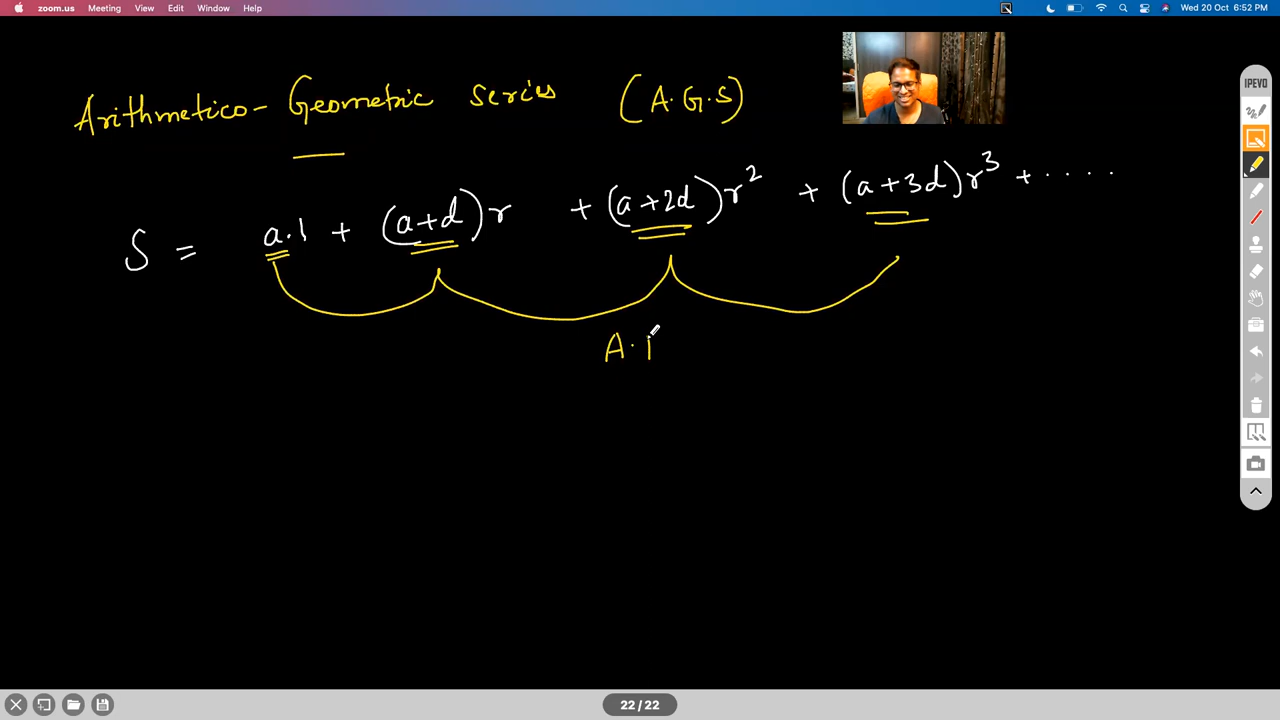 zoom.us Meeting View Edit Window Help Wed 20 Oct 6:52 PM
Arithmetico - Geometric series (A.G.S)
IPEVO
S = a.1 + (a+d)r + (a+2d)r² + (a+3d)r³ + .....
A.
22 / 22